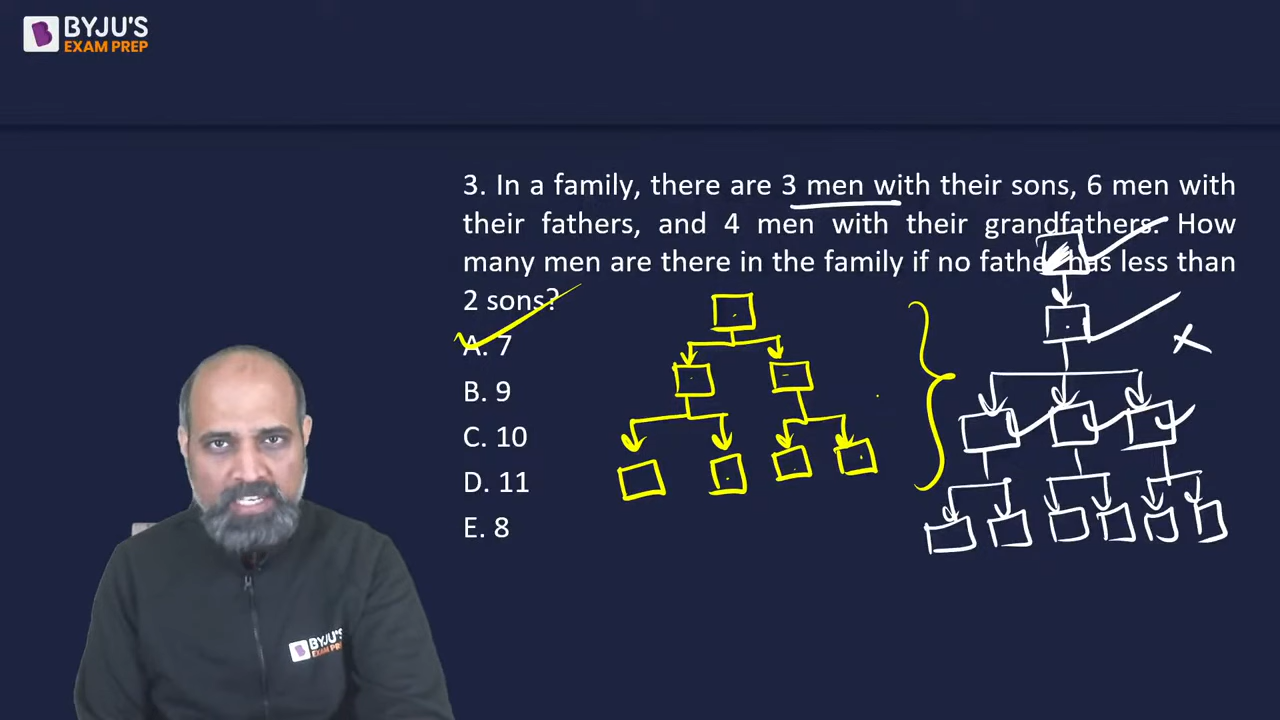 BYJU'S
EXAM PREP
3. In a family, there are 3 men with their sons, 6 men with
their fathers, and 4 men with their grandfathers. How
many men are there in the family if no father has less than
2 sons?
A. 7
B. 9
C. 10
D. 11
E. 8
BYJU'S
EXAM PREP